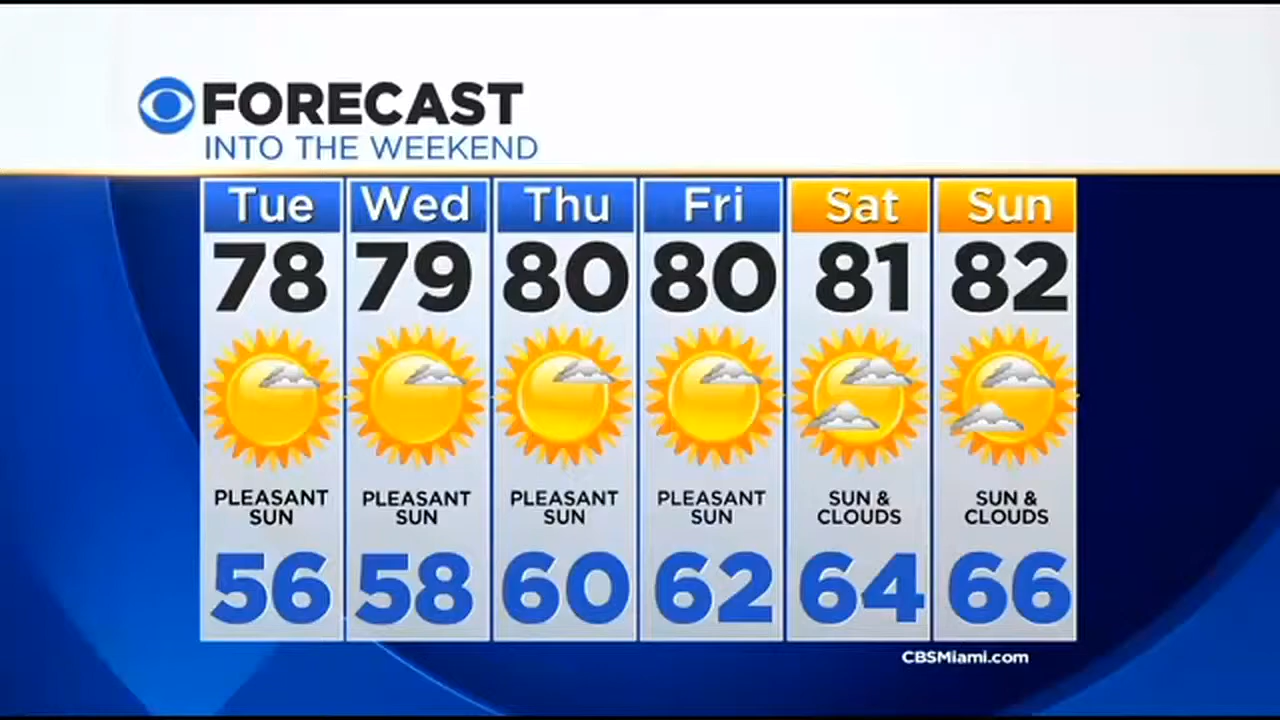 FORECAST
INTO THE WEEKEND
Tue Wed Thu Fri Sat Sun
78 79 80 80 81 82
PLEASANT SUN PLEASANT SUN PLEASANT SUN PLEASANT SUN SUN & CLOUDS SUN & CLOUDS
56 58 60 62 64 66
CBSMiami.com